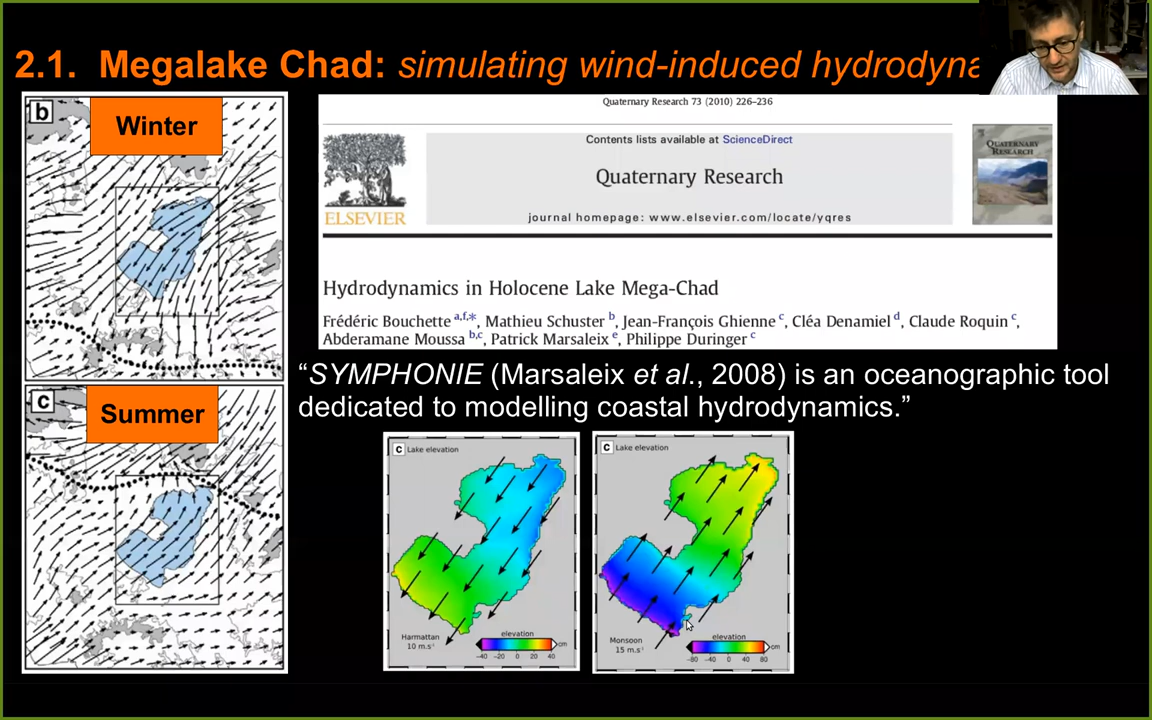 2.1. Megalake Chad: simulating wind-induced hydrodyna
b
Winter
c
Summer
Quaternary Research 73 (2010) 226–236
Contents lists available at ScienceDirect
Quaternary Research
journal homepage: www.elsevier.com/locate/yqres
ELSEVIER
QUATERNARY
RESEARCH
Hydrodynamics in Holocene Lake Mega-Chad
Frédéric Bouchette a,f,*, Mathieu Schuster b, Jean-François Ghienne c, Cléa Denamiel d, Claude Roquin c,
Abderamane Moussa b,c, Patrick Marsaleix e, Philippe Duringer c
“SYMPHONIE (Marsaleix et al., 2008) is an oceanographic tool
dedicated to modelling coastal hydrodynamics.”
c Lake elevation
Harmattan
10 m.s⁻¹
elevation
cm
-40 -20 0 20 40
c Lake elevation
Monsoon
15 m.s⁻¹
elevation
cm
-80 -40 0 40 80